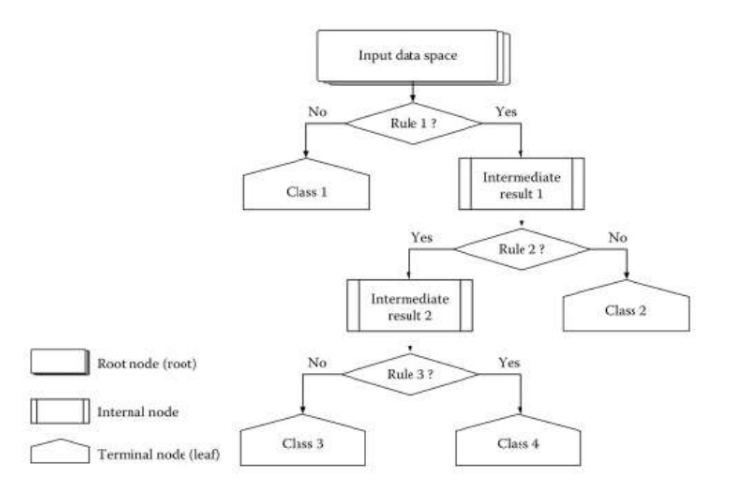 Input data space
No
Rule 1 ?
Yes
Class 1
Intermediate
result 1
Yes
Rule 2 ?
No
Intermediate
result 2
Class 2
No
Rule 3 ?
Yes
Class 3
Class 4
Root node (root)
Internal node
Terminal node (leaf)